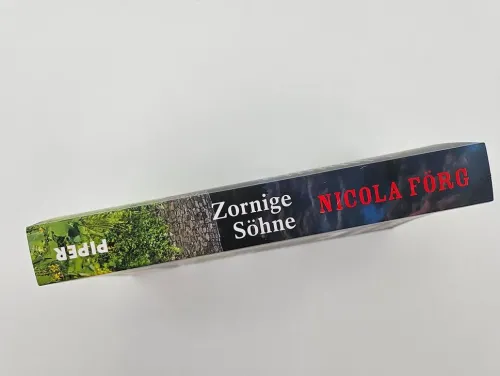 Zornige
Söhne
NICOLA FÖRG
PIPER